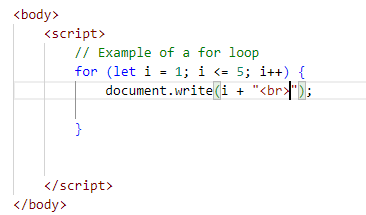 <body>
<script>
// Example of a for loop
for (let i = 1; i <= 5; i++) {
document.write(i + "<br>");
}
</script>
</body>